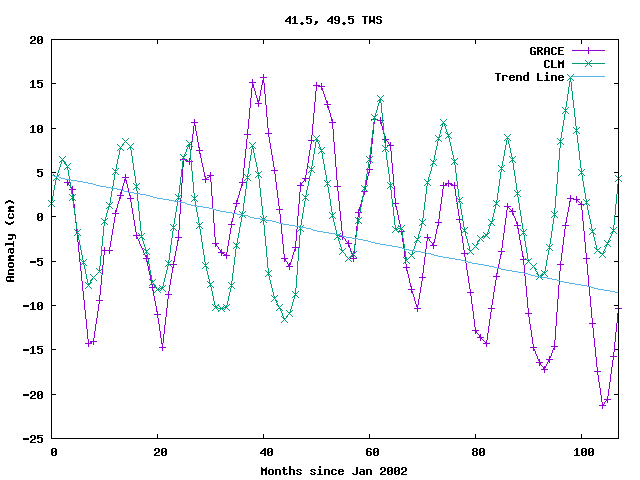 41.5, 49.5 TWS
GRACE
CLM
Trend Line
20
15
10
5
0
-5
-10
-15
-20
-25
Anomaly (cm)
0 20 40 60 80 100
Months since Jan 2002